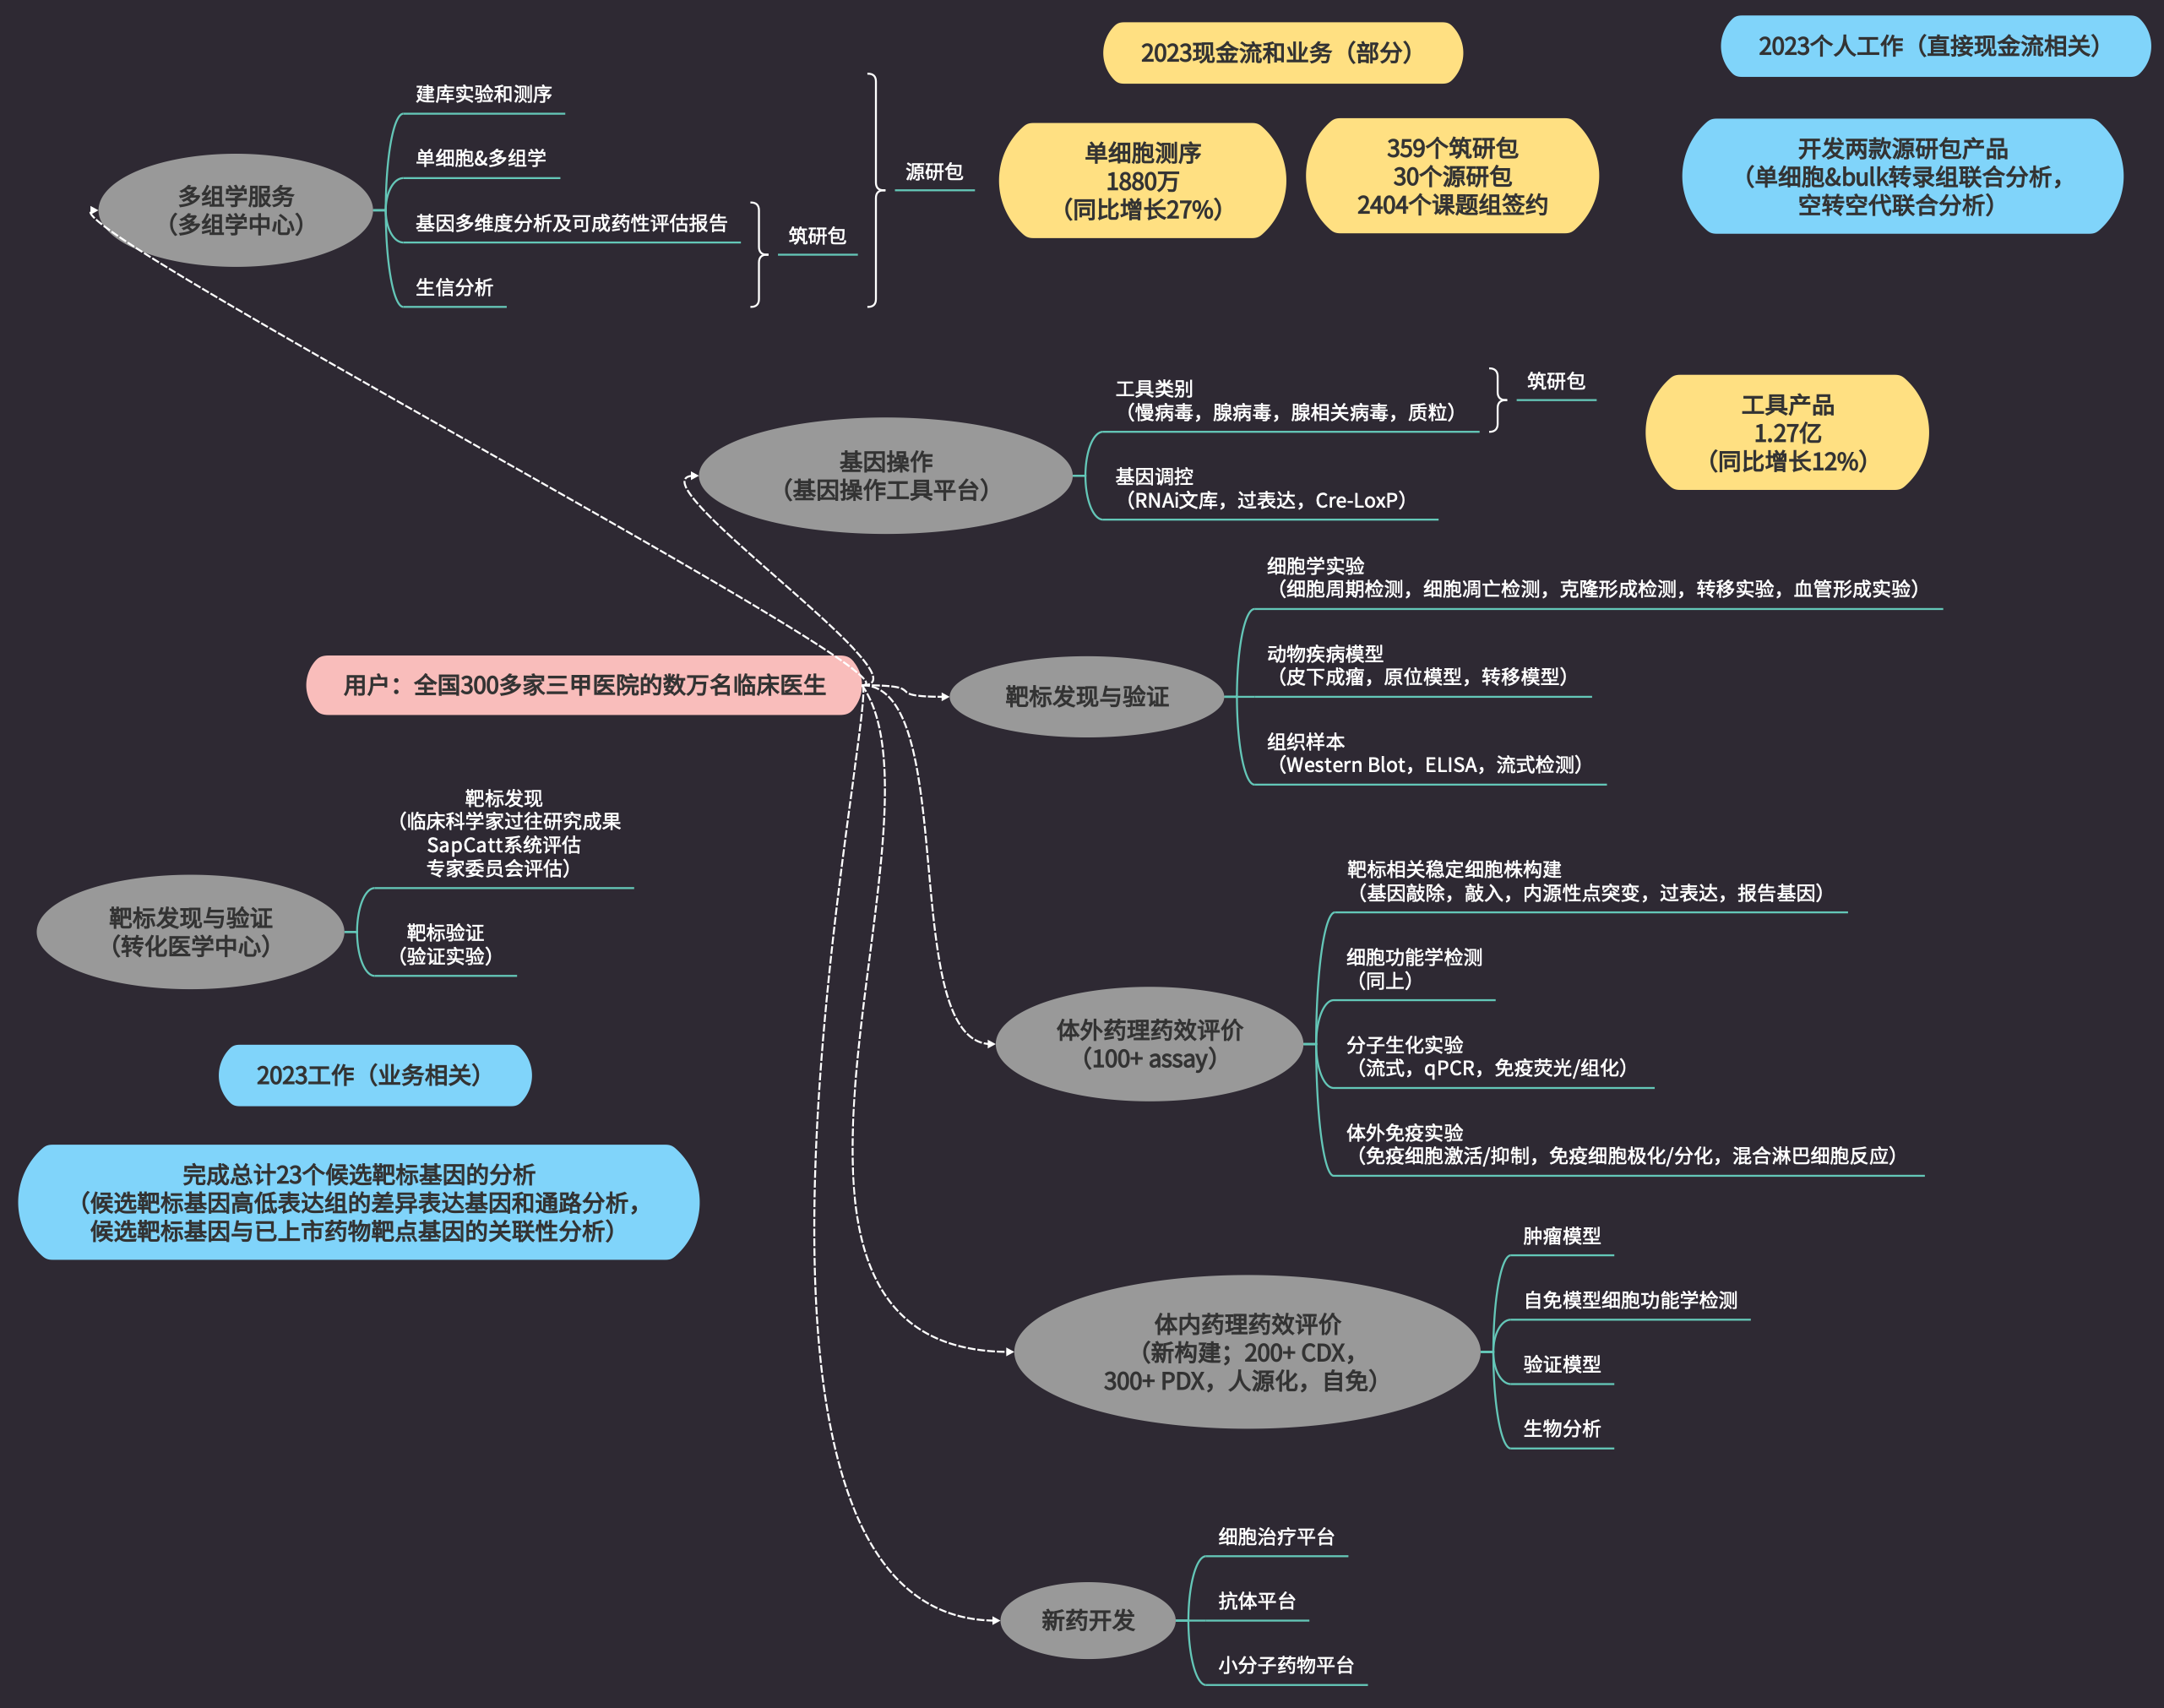 2023现金流和业务（部分）
2023个人工作（直接现金流相关）
多组学服务
（多组学中心）
建库实验和测序
单细胞&多组学
基因多维度分析及可成药性评估报告
生信分析
筑研包
源研包
单细胞测序
1880万
（同比增长27%）
359个筑研包
30个源研包
2404个课题组签约
开发两款源研包产品
（单细胞&bulk转录组联合分析，
空转空代联合分析）
基因操作
（基因操作工具平台）
工具类别
（慢病毒，腺病毒，腺相关病毒，质粒）
筑研包
基因调控
（RNAi文库，过表达，Cre-LoxP）
工具产品
1.27亿
（同比增长12%）
用户：全国300多家三甲医院的数万名临床医生
靶标发现与验证
细胞学实验
（细胞周期检测，细胞凋亡检测，克隆形成检测，转移实验，血管形成实验）
动物疾病模型
（皮下成瘤，原位模型，转移模型）
组织样本
（Western Blot，ELISA，流式检测）
靶标发现与验证
（转化医学中心）
靶标发现
（临床科学家过往研究成果
SapCatt系统评估
专家委员会评估）
靶标验证
（验证实验）
2023工作（业务相关）
完成总计23个候选靶标基因的分析
（候选靶标基因高低表达组的差异表达基因和通路分析，
候选靶标基因与已上市药物靶点基因的关联性分析）
体外药理药效评价
（100+ assay）
靶标相关稳定细胞株构建
（基因敲除，敲入，内源性点突变，过表达，报告基因）
细胞功能学检测
（同上）
分子生化实验
（流式，qPCR，免疫荧光/组化）
体外免疫实验
（免疫细胞激活/抑制，免疫细胞极化/分化，混合淋巴细胞反应）
体内药理药效评价
（新构建；200+ CDX，
300+ PDX，人源化，自免）
肿瘤模型
自免模型细胞功能学检测
验证模型
生物分析
新药开发
细胞治疗平台
抗体平台
小分子药物平台